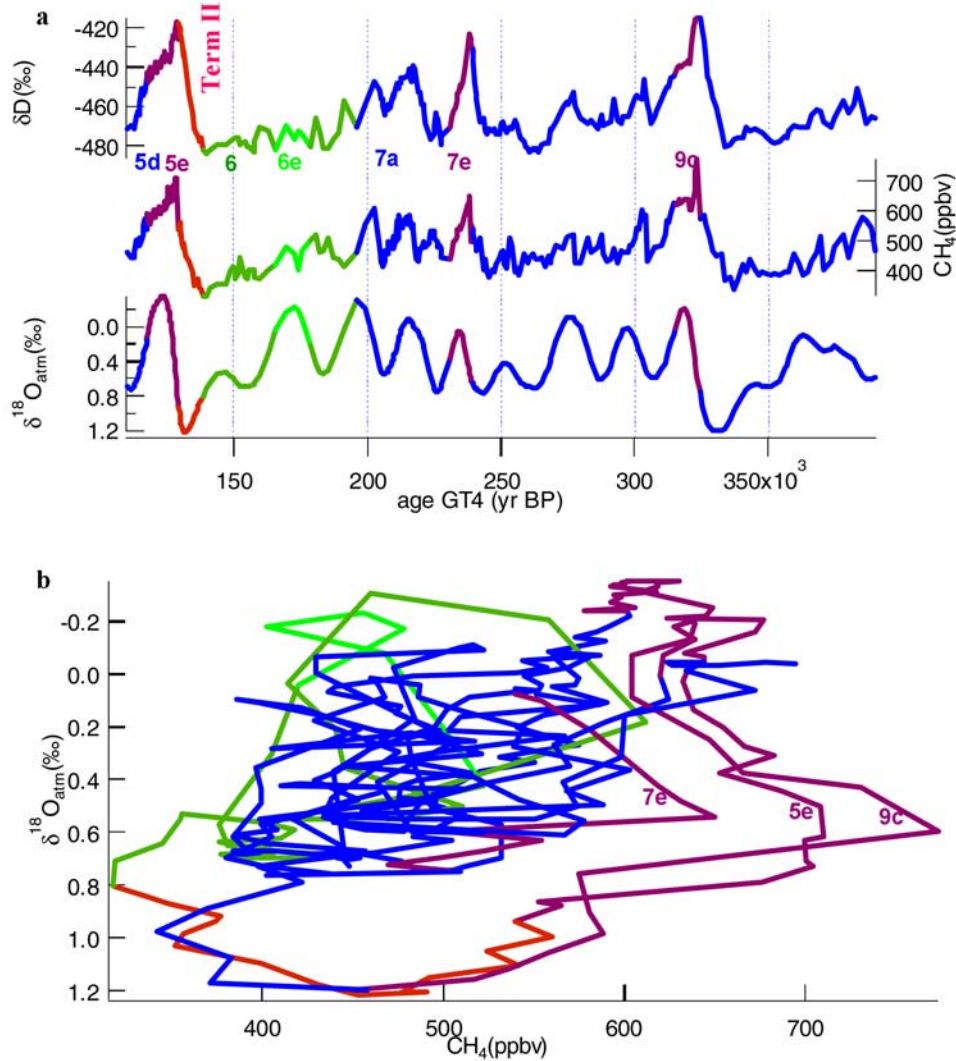 a
Term II
-420
-440
-460
-480
δD(‰)
5d 5e 6 6e 7a 7e 9c
700
600
500
400
CH₄(ppbv)
0.0
0.4
0.8
1.2
δ¹⁸Oatm(‰)
150 200 250 300 350x10³
age GT4 (yr BP)
b
-0.2
0.0
0.2
0.4
0.6
0.8
1.0
1.2
δ¹⁸Oatm(‰)
7e 5e 9c
400 500 600 700
CH₄(ppbv)